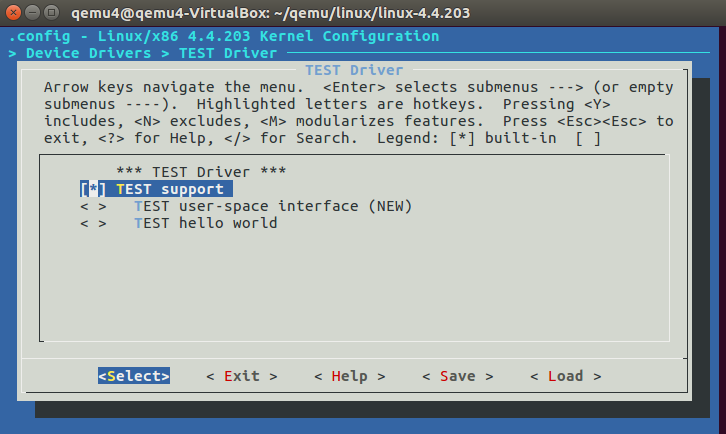 qemu4@qemu4-VirtualBox: ~/qemu/linux/linux-4.4.203
.config - Linux/x86 4.4.203 Kernel Configuration
> Device Drivers > TEST Driver
TEST Driver
Arrow keys navigate the menu.  <Enter> selects submenus ---> (or empty
submenus ----).  Highlighted letters are hotkeys.  Pressing <Y>
includes, <N> excludes, <M> modularizes features.  Press <Esc><Esc> to
exit, <?> for Help, </> for Search.  Legend: [*] built-in  [ ]
*** TEST Driver ***
[*] TEST support
< >   TEST user-space interface (NEW)
< >   TEST hello world
<Select>    < Exit >    < Help >    < Save >    < Load >